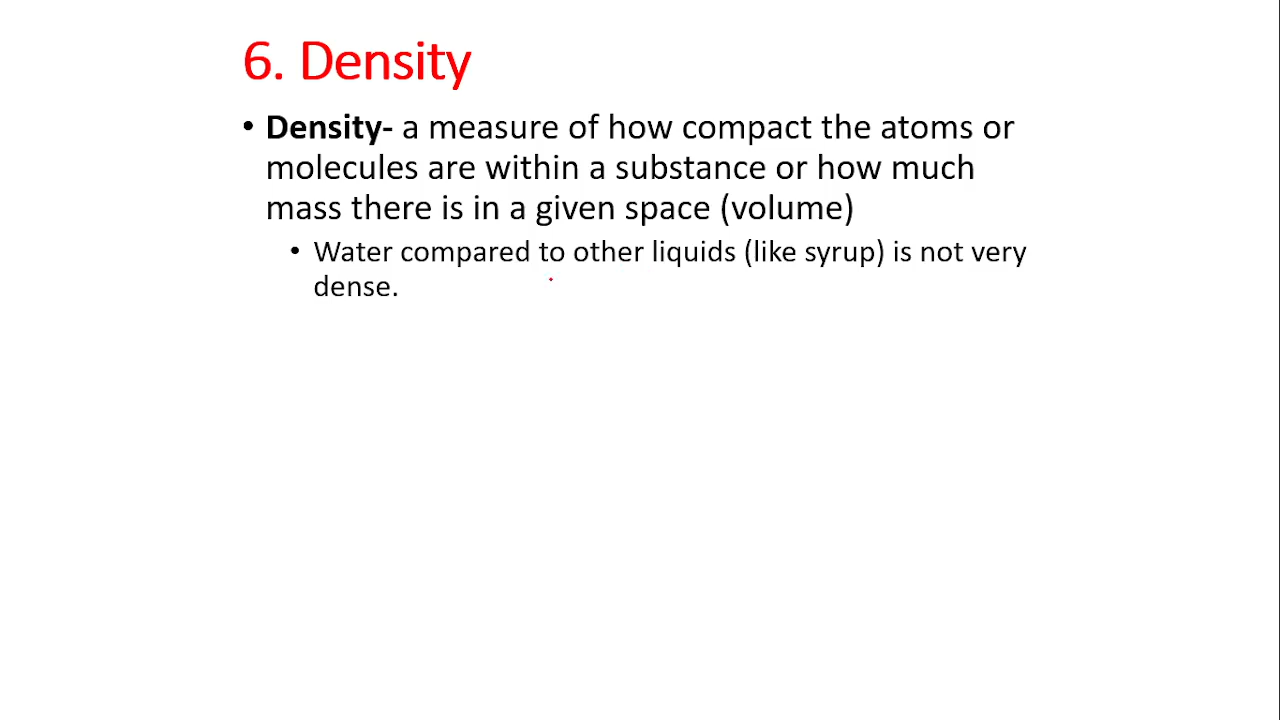 6. Density
• Density- a measure of how compact the atoms or
molecules are within a substance or how much
mass there is in a given space (volume)
• Water compared to other liquids (like syrup) is not very
dense.